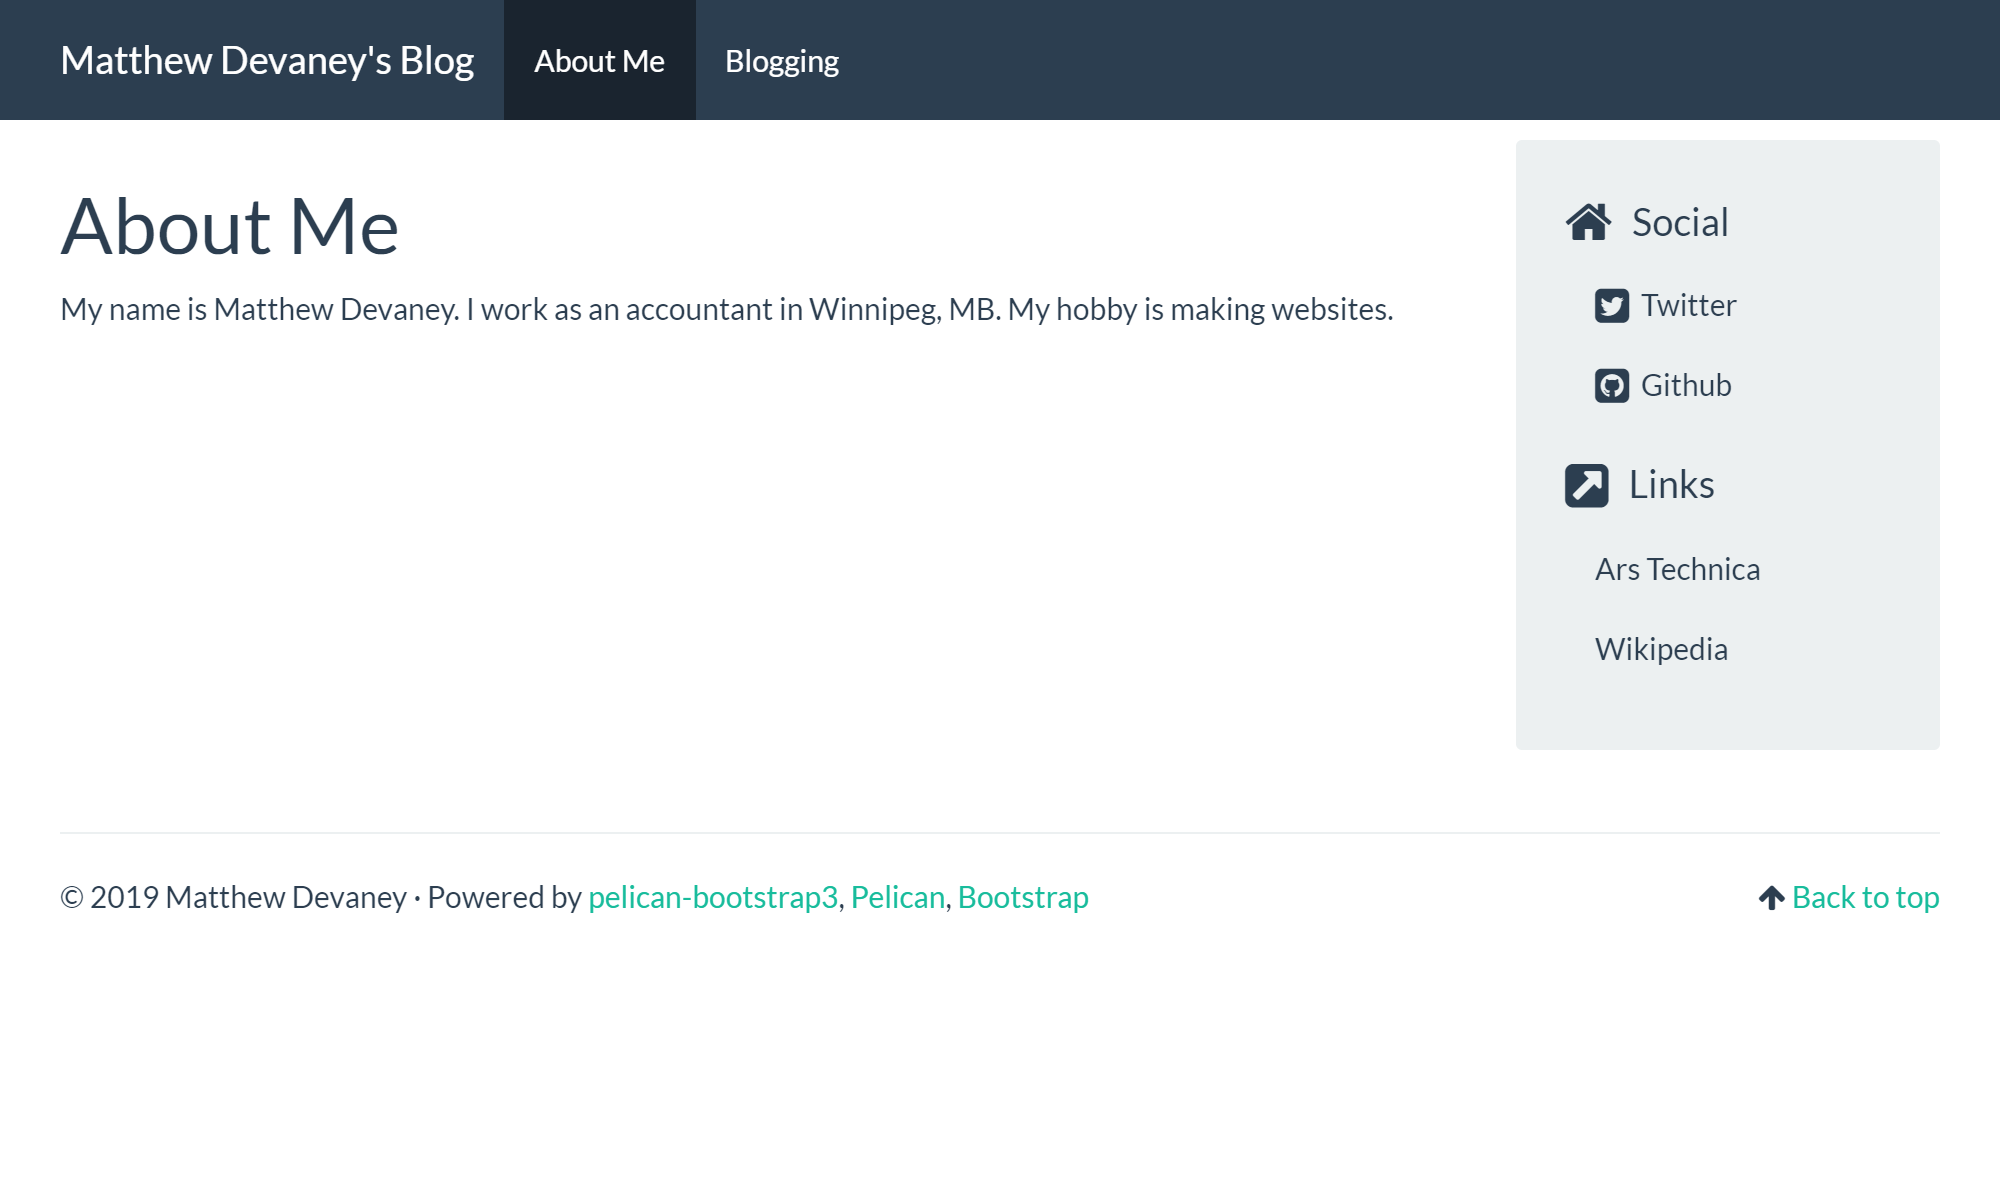 Matthew Devaney's Blog About Me Blogging
About Me
My name is Matthew Devaney. I work as an accountant in Winnipeg, MB. My hobby is making websites.
Social
Twitter
Github
Links
Ars Technica
Wikipedia
© 2019 Matthew Devaney · Powered by pelican-bootstrap3, Pelican, Bootstrap
Back to top